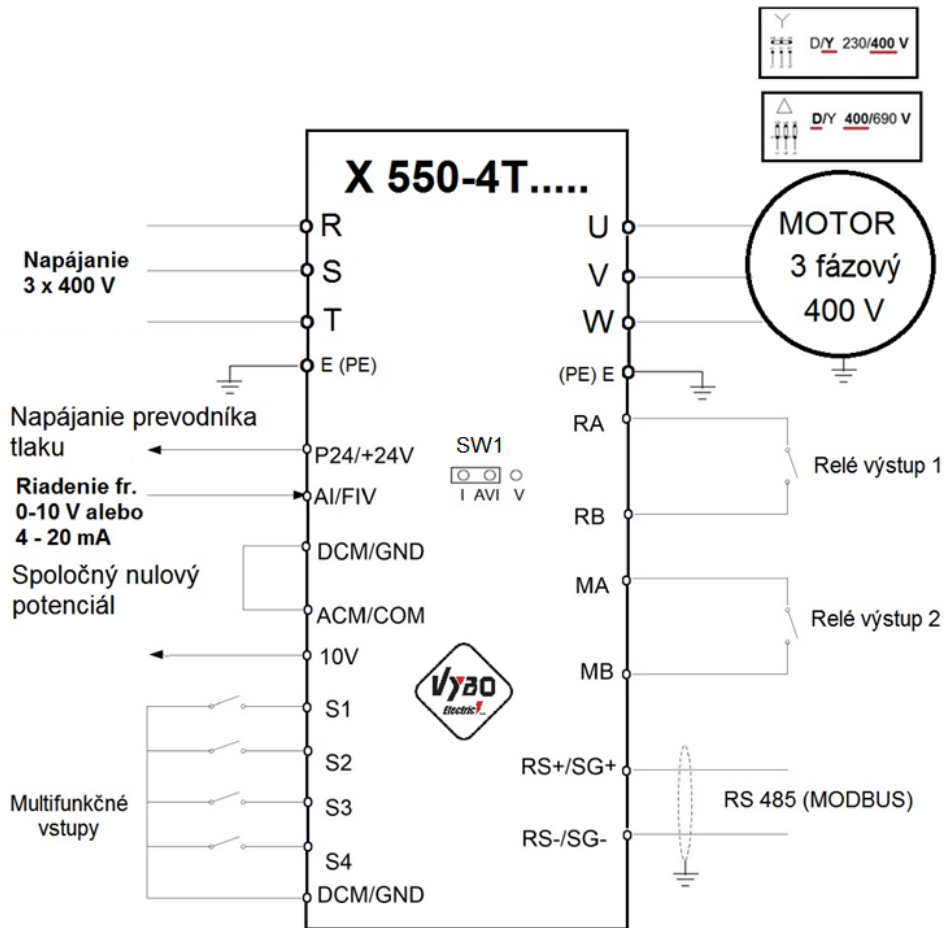 D/Y 230/400 V
D/Y 400/690 V
X 550-4T.....
R
S
T
E (PE)
Napájanie
3 x 400 V
U
V
W
(PE) E
MOTOR
3 fázový
400 V
Napájanie prevodníka
tlaku
P24/+24V
Riadenie fr.
0-10 V alebo
4 - 20 mA
AI/FIV
DCM/GND
Spoločný nulový
potenciál
ACM/COM
10V
SW1
I AVI V
RA
RB
Relé výstup 1
MA
MB
Relé výstup 2
VYBO
Electric
S1
S2
S3
S4
Multifunkčné
vstupy
DCM/GND
RS+/SG+
RS-/SG-
RS 485 (MODBUS)